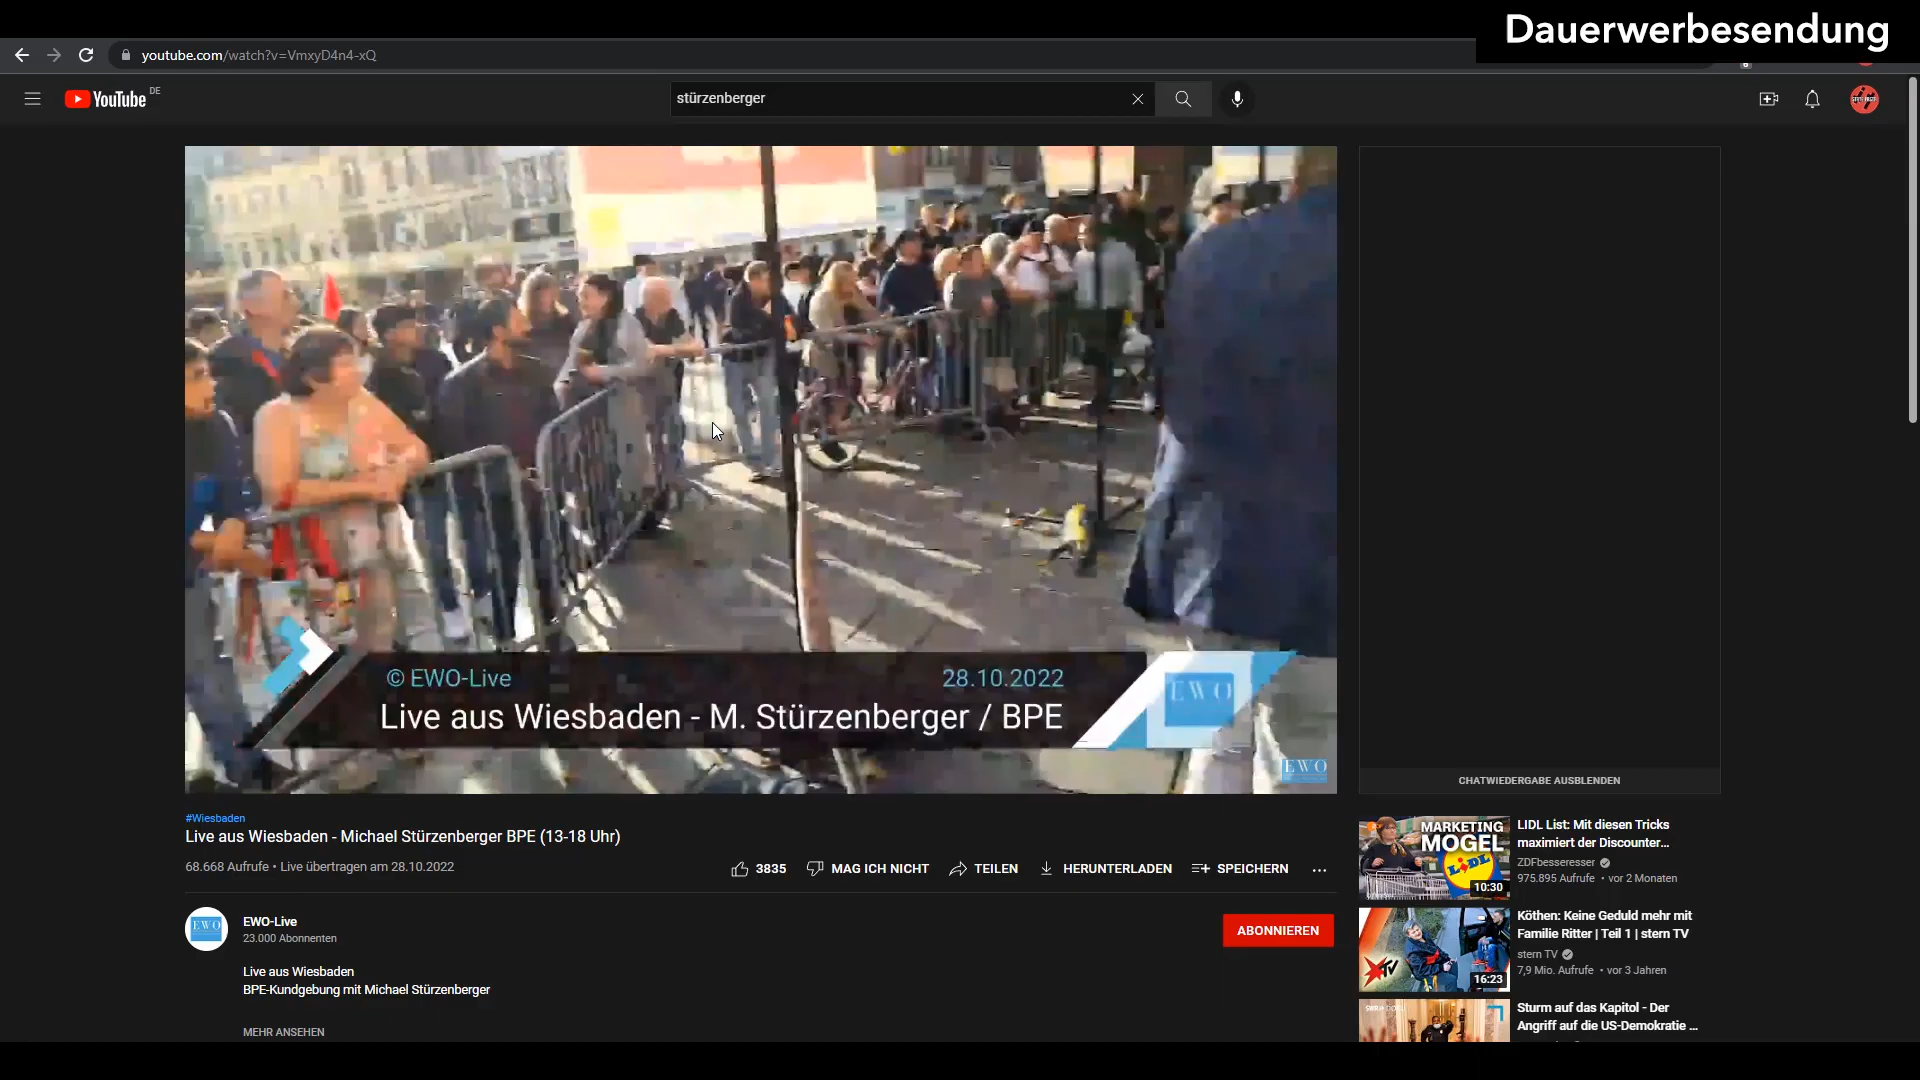 Dauerwerbesendung
youtube.com/watch?v=VmxyD4n4-xQ
YouTube DE
stürzenberger
© EWO-Live 28.10.2022
Live aus Wiesbaden - M. Stürzenberger / BPE
EWO
EWO
#Wiesbaden
Live aus Wiesbaden - Michael Stürzenberger BPE (13-18 Uhr)
68.668 Aufrufe • Live übertragen am 28.10.2022
3835 MAG ICH NICHT TEILEN HERUNTERLADEN SPEICHERN ...
EWO
EWO-Live
23.000 Abonnenten
ABONNIEREN
Live aus Wiesbaden
BPE-Kundgebung mit Michael Stürzenberger
MEHR ANSEHEN
CHATWIEDERGABE AUSBLENDEN
MARKETING
MOGEL
LIDL
10:30
LIDL List: Mit diesen Tricks
maximiert der Discounter...
ZDFbesseresser
975.895 Aufrufe • vor 2 Monaten
TV
16:23
Köthen: Keine Geduld mehr mit
Familie Ritter | Teil 1 | stern TV
stern TV
7,9 Mio. Aufrufe • vor 3 Jahren
Sturm auf das Kapitol - Der
Angriff auf die US-Demokratie ...